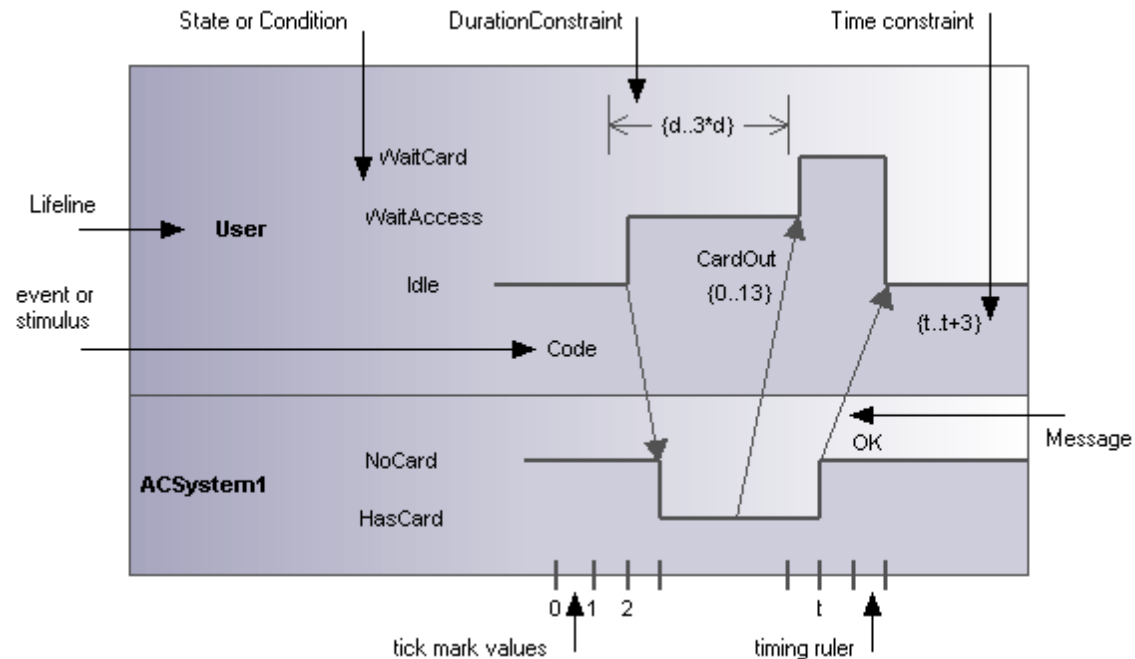 State or Condition
DurationConstraint
Time constraint
{d..3*d}
WaitCard
Lifeline
User
WaitAccess
CardOut
{0..13}
Idle
event or
stimulus
{t..t+3}
Code
Message
OK
NoCard
ACSystem1
HasCard
0 1 2 t
tick mark values
timing ruler